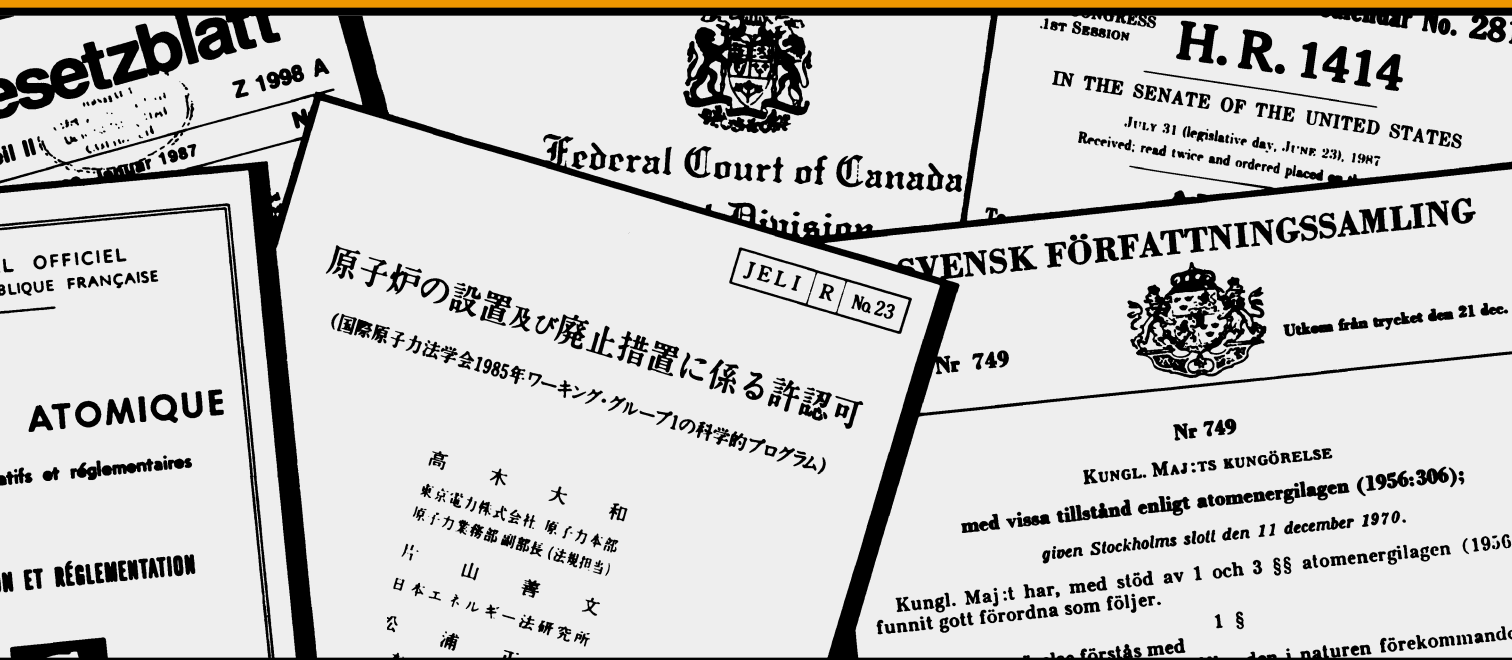 Z 1998 A
Januar 1987
Federal Court of Canada
Division
1st Session
Calendar No. 281
H. R. 1414
IN THE SENATE OF THE UNITED STATES
July 31 (legislative day, June 23), 1987
Received; read twice and ordered placed on
OFFICIEL
FRANÇAISE
ATOMIQUE
et réglementaires
ET RÉGLEMENTATION
JELI R No.23
原子炉の設置及び廃止措置に係る許認可
(国際原子力法学会1985年ワーキング・グループ1の科学的プログラム)
高木大和
東京電力株式会社 原子力本部
原子力業務部副部長(法規担当)
片山善文
日本エネルギー法研究所
松浦
SVENSK FÖRFATTNINGSSAMLING
Nr 749
Utkom från trycket den 21 dec.
Nr 749
Kungl. Maj:ts kungörelse
med vissa tillstånd enligt atomenergilagen (1956:306);
given Stockholms slott den 11 december 1970.
Kungl. Maj:t har, med stöd av 1 och 3 §§ atomenergilagen (1956
funnit gott förordna som följer.
1 §
förstås med
i naturen förekommande